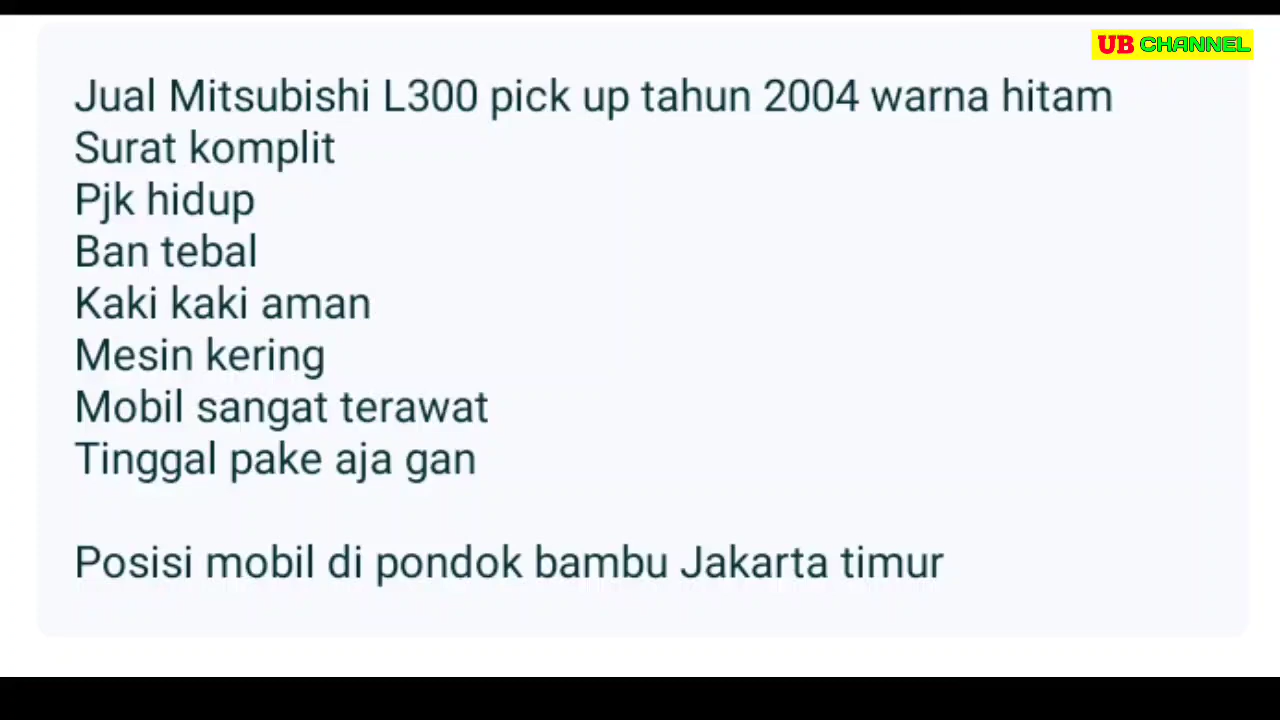 UB CHANNEL
Jual Mitsubishi L300 pick up tahun 2004 warna hitam
Surat komplit
Pjk hidup
Ban tebal
Kaki kaki aman
Mesin kering
Mobil sangat terawat
Tinggal pake aja gan
Posisi mobil di pondok bambu Jakarta timur